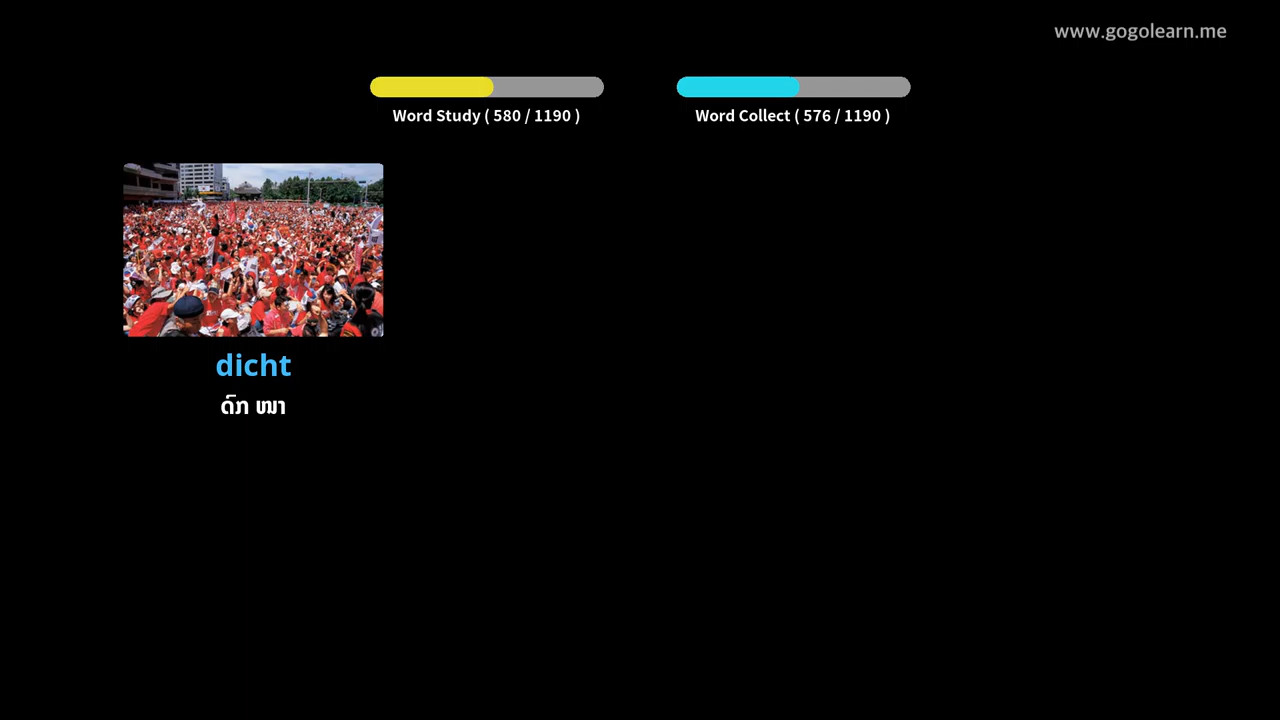 www.gogolearn.me
Word Study ( 580 / 1190 )
Word Collect ( 576 / 1190 )
dicht
ດົກ ໜາ